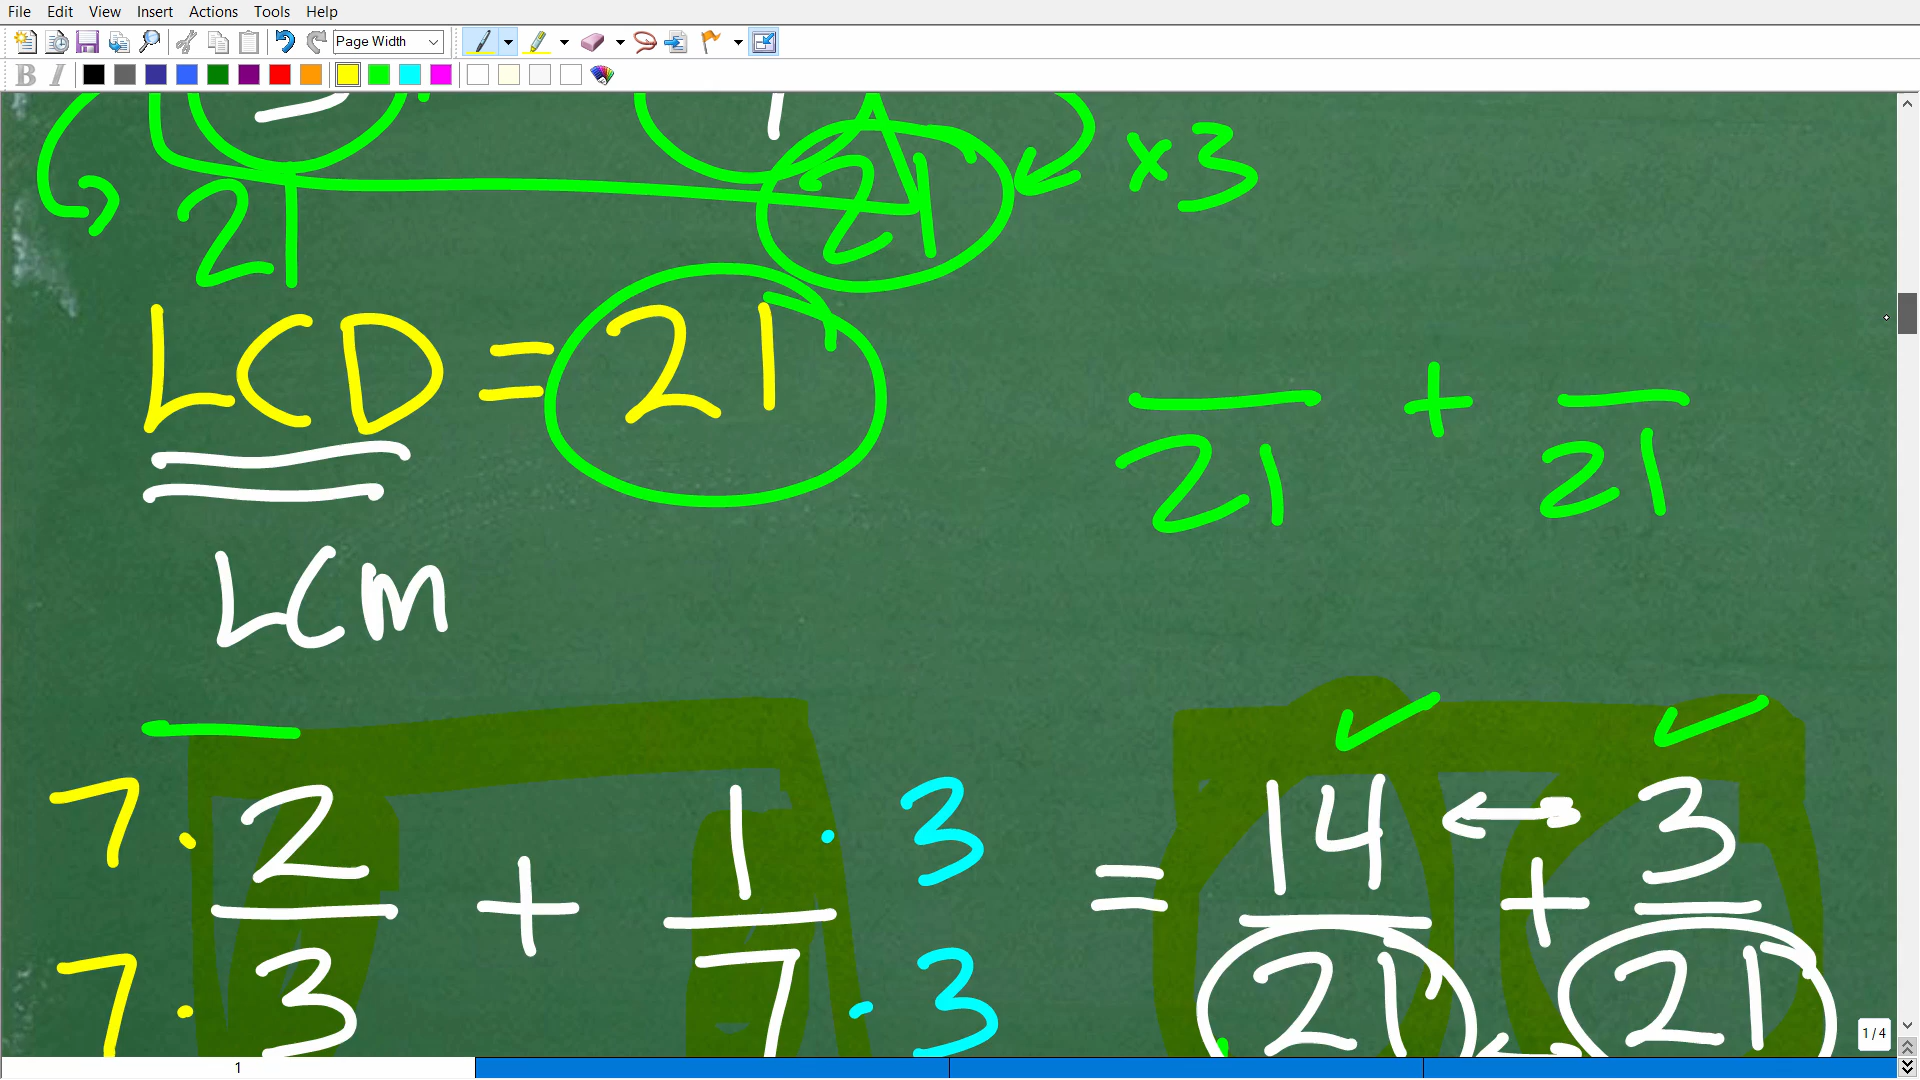 File Edit View Insert Actions Tools Help
Page Width
B I
x3
21 21
LCD = 21
21 + 21
LCM
7 · 2 + 1 · 3 = 14 + 3
7 · 3 7 · 3 21 21
1 / 4
1